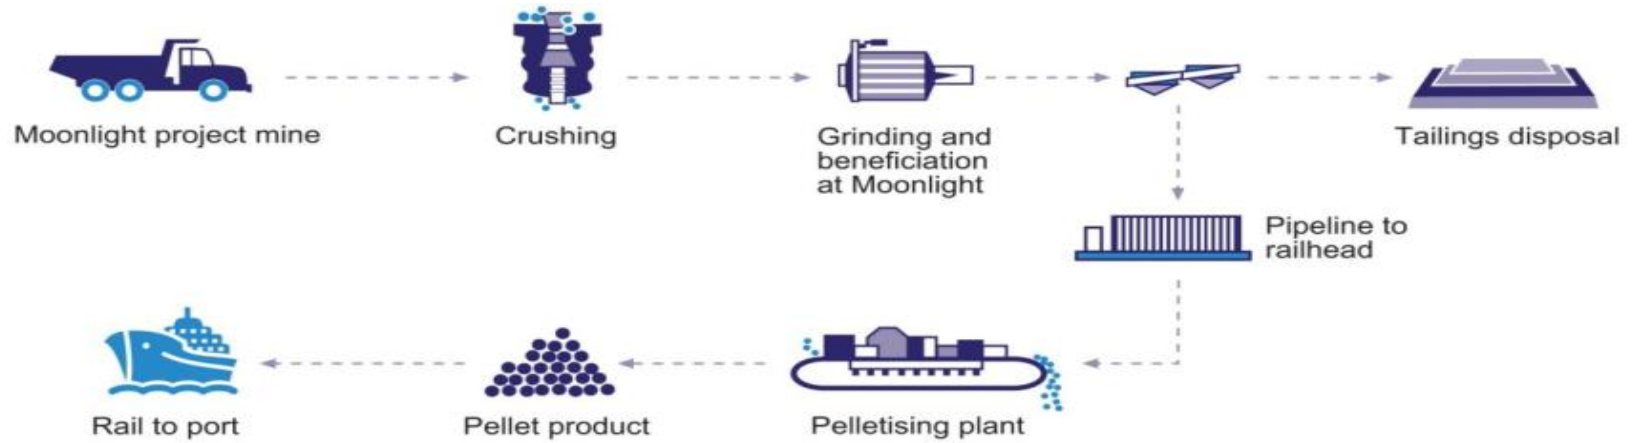 Moonlight project mine
Crushing
Grinding and
beneficiation
at Moonlight
Tailings disposal
Pipeline to
railhead
Rail to port
Pellet product
Pelletising plant